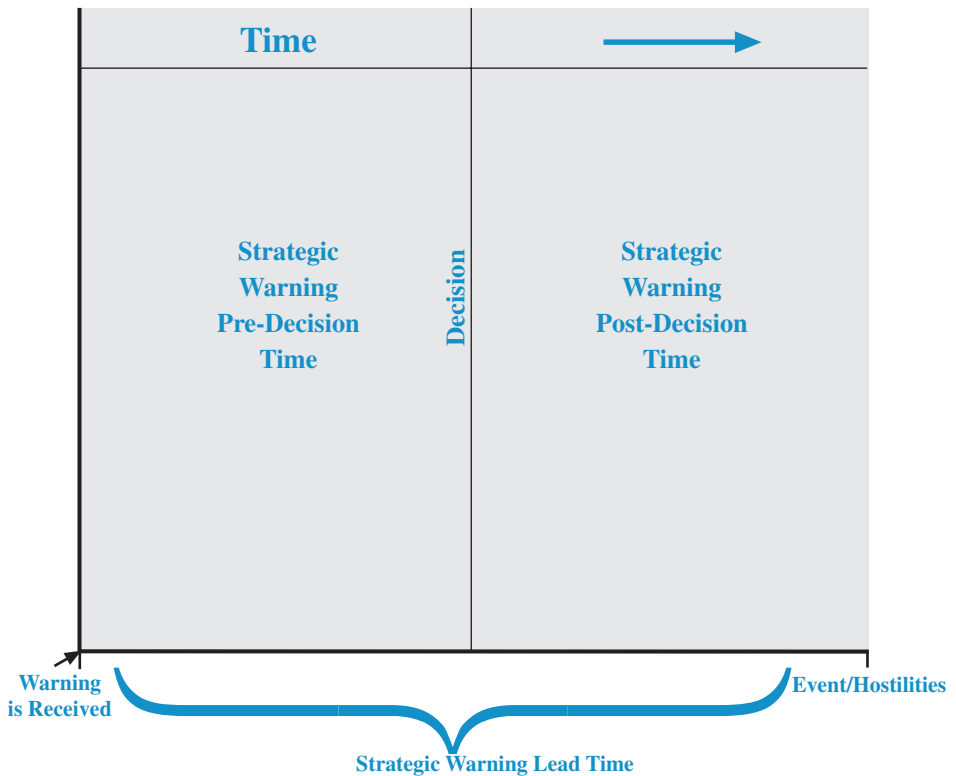 Time
Strategic
Warning
Pre-Decision
Time
Decision
Strategic
Warning
Post-Decision
Time
Warning
is Received
Event/Hostilities
Strategic Warning Lead Time